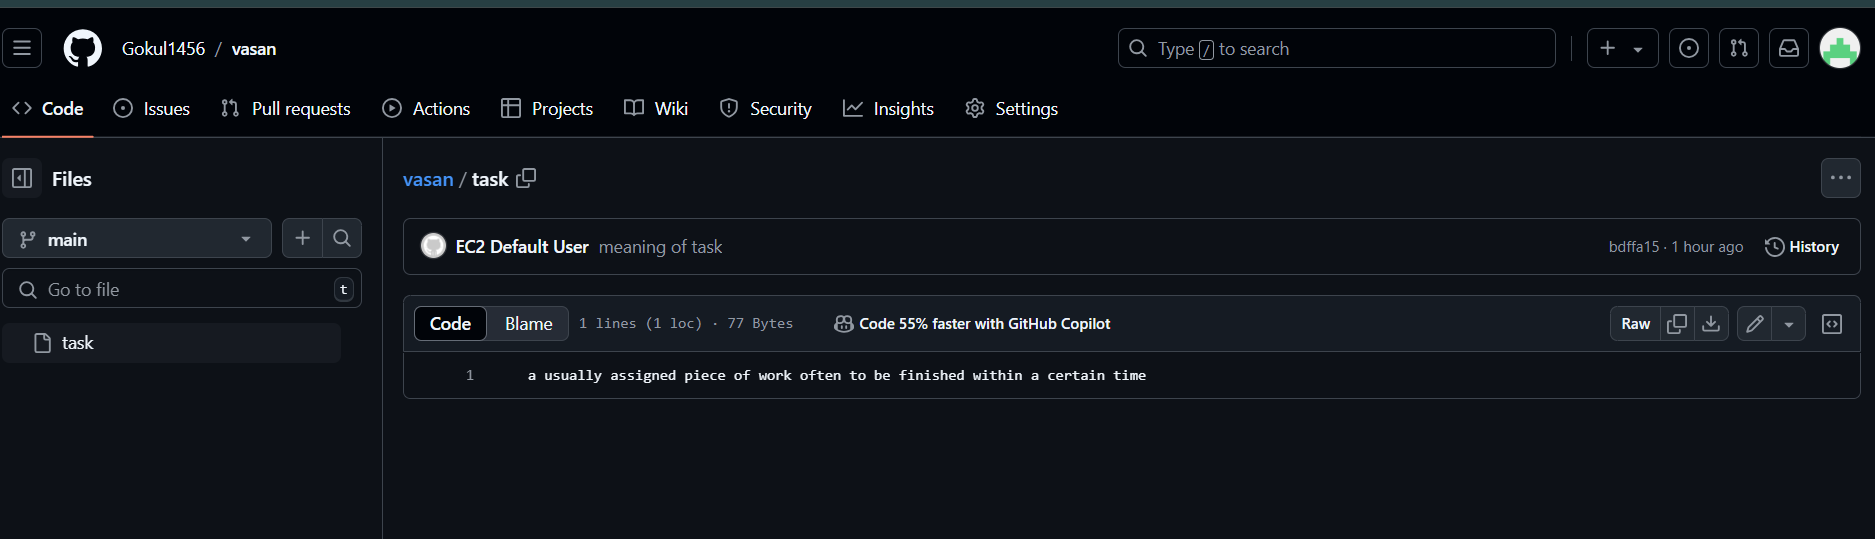 Gokul1456 / vasan
Type / to search
Code
Issues
Pull requests
Actions
Projects
Wiki
Security
Insights
Settings
Files
main
Go to file
t
task
vasan / task
EC2 Default User meaning of task
bdffa15 · 1 hour ago
History
Code
Blame
1 lines (1 loc) · 77 Bytes
Code 55% faster with GitHub Copilot
Raw
1 a usually assigned piece of work often to be finished within a certain time